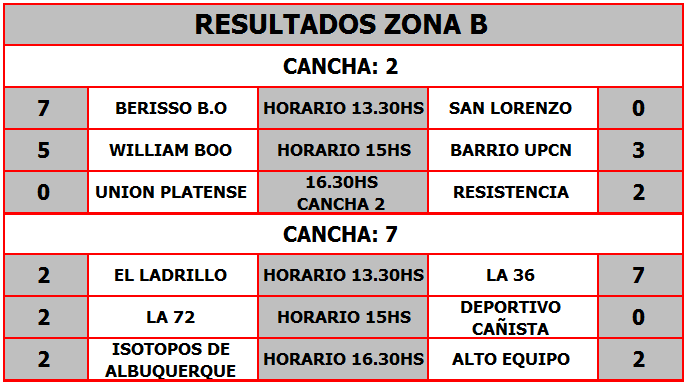 RESULTADOS ZONA B
CANCHA: 2
7 BERISSO B.O HORARIO 13.30HS SAN LORENZO 0
5 WILLIAM BOO HORARIO 15HS BARRIO UPCN 3
0 UNION PLATENSE 16.30HS CANCHA 2 RESISTENCIA 2
CANCHA: 7
2 EL LADRILLO HORARIO 13.30HS LA 36 7
2 LA 72 HORARIO 15HS DEPORTIVO CAÑISTA 0
2 ISOTOPOS DE ALBUQUERQUE HORARIO 16.30HS ALTO EQUIPO 2